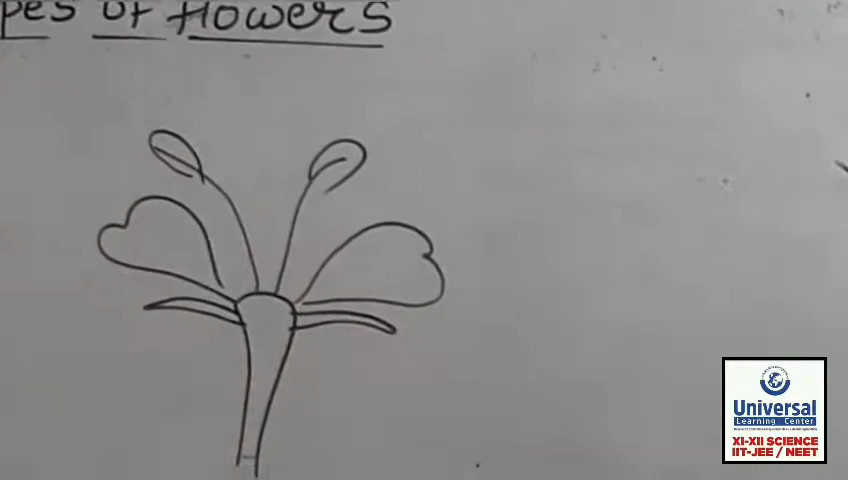 pes of flowers
Universal
Learning Center
XI-XII SCIENCE
IIT-JEE / NEET